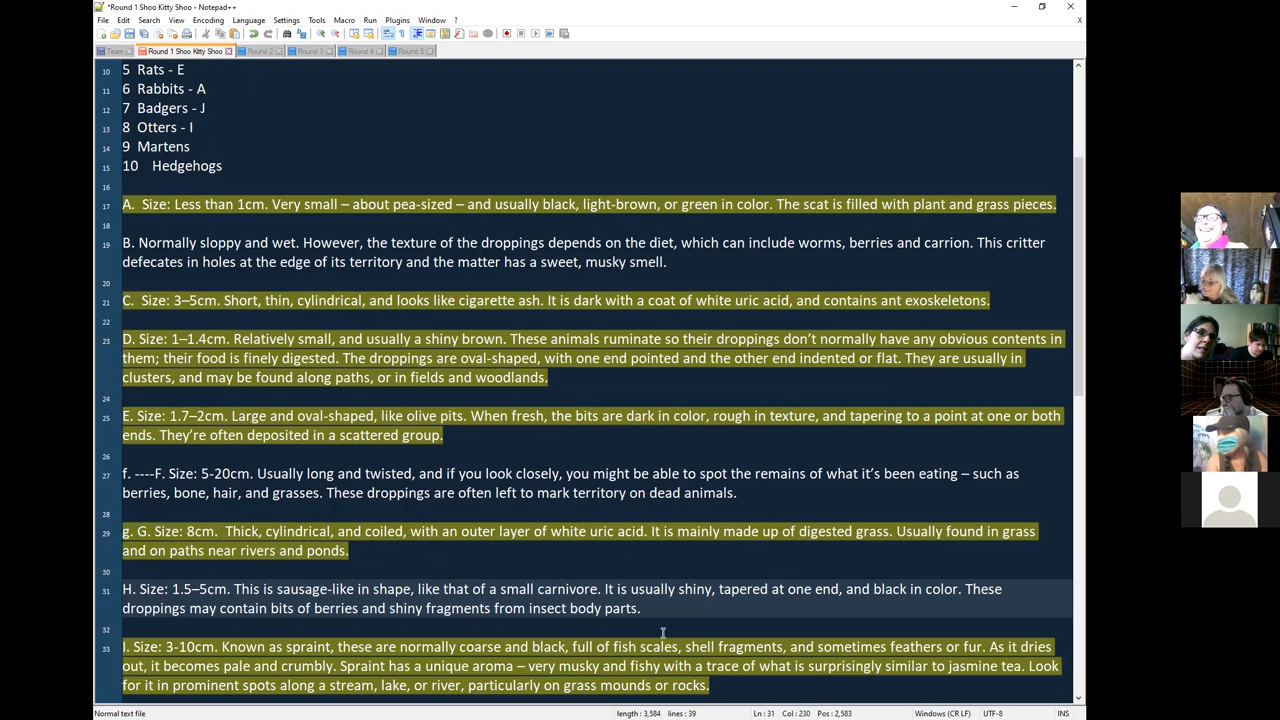 *Round 1 Shoo Kitty Shoo - Notepad++
File Edit Search View Encoding Language Settings Tools Macro Run Plugins Window ?
Team Round 1 Shoo Kitty Shoo Round 2 Round 3 Round 4 Round 5
10 5 Rats - E
11 6 Rabbits - A
12 7 Badgers - J
13 8 Otters - I
14 9 Martens
15 10 Hedgehogs
16
17 A. Size: Less than 1cm. Very small – about pea-sized – and usually black, light-brown, or green in color. The scat is filled with plant and grass pieces.
18
19 B. Normally sloppy and wet. However, the texture of the droppings depends on the diet, which can include worms, berries and carrion. This critter
defecates in holes at the edge of its territory and the matter has a sweet, musky smell.
20
21 C. Size: 3–5cm. Short, thin, cylindrical, and looks like cigarette ash. It is dark with a coat of white uric acid, and contains ant exoskeletons.
22
23 D. Size: 1–1.4cm. Relatively small, and usually a shiny brown. These animals ruminate so their droppings don’t normally have any obvious contents in
them; their food is finely digested. The droppings are oval-shaped, with one end pointed and the other end indented or flat. They are usually in
clusters, and may be found along paths, or in fields and woodlands.
24
25 E. Size: 1.7–2cm. Large and oval-shaped, like olive pits. When fresh, the bits are dark in color, rough in texture, and tapering to a point at one or both
ends. They’re often deposited in a scattered group.
26
27 f. ----F. Size: 5-20cm. Usually long and twisted, and if you look closely, you might be able to spot the remains of what it’s been eating – such as
berries, bone, hair, and grasses. These droppings are often left to mark territory on dead animals.
28
29 g. G. Size: 8cm. Thick, cylindrical, and coiled, with an outer layer of white uric acid. It is mainly made up of digested grass. Usually found in grass
and on paths near rivers and ponds.
30
31 H. Size: 1.5–5cm. This is sausage-like in shape, like that of a small carnivore. It is usually shiny, tapered at one end, and black in color. These
droppings may contain bits of berries and shiny fragments from insect body parts.
32
33 I. Size: 3-10cm. Known as spraint, these are normally coarse and black, full of fish scales, shell fragments, and sometimes feathers or fur. As it dries
out, it becomes pale and crumbly. Spraint has a unique aroma – very musky and fishy with a trace of what is surprisingly similar to jasmine tea. Look
for it in prominent spots along a stream, lake, or river, particularly on grass mounds or rocks.
Normal text file length : 3,584 lines : 39 Ln : 31 Col : 230 Pos : 2,583 Windows (CR LF) UTF-8 INS